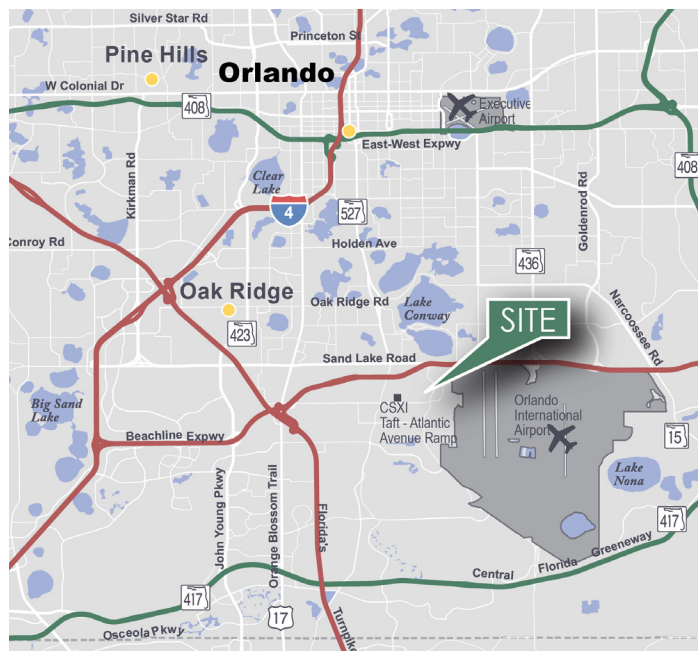 Silver Star Rd
Princeton St
Pine Hills
Orlando
W Colonial Dr
408
Executive
Airport
East-West Expwy
408
Kirkman Rd
Clear
Lake
4
527
Goldenrod Rd
Conroy Rd
Holden Ave
436
Oak Ridge
Oak Ridge Rd
Lake
Conway
SITE
Narcoossee Rd
423
Sand Lake Road
Big Sand
Lake
CSXI
Taft - Atlantic
Avenue Ramp
Orlando
International
Airport
15
Beachline Expwy
Lake
Nona
John Young Pkwy
Orange Blossom Trail
Florida's
Turnpike
417
Central Florida Greeneway
417
17
Osceola Pkwy